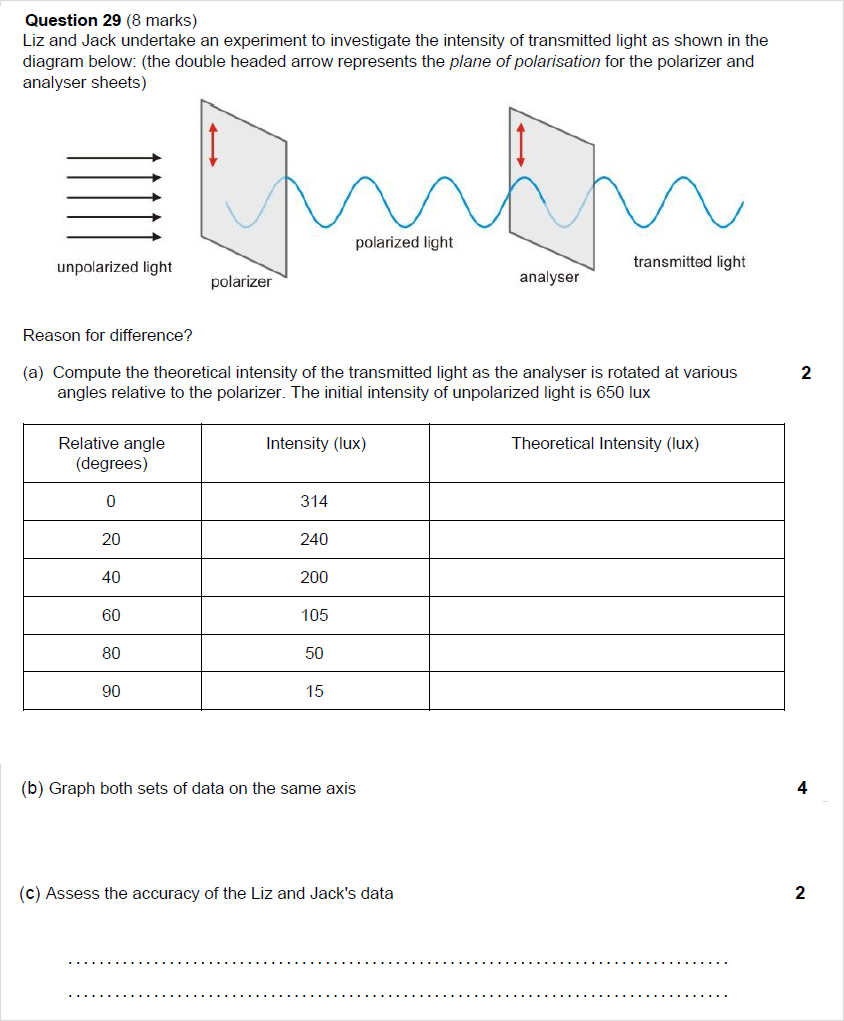 Question 29 (8 marks)
Liz and Jack undertake an experiment to investigate the intensity of transmitted light as shown in the
diagram below: (the double headed arrow represents the plane of polarisation for the polarizer and
analyser sheets)
unpolarized light
polarizer
polarized light
analyser
transmitted light
Reason for difference?
(a) Compute the theoretical intensity of the transmitted light as the analyser is rotated at various 2
angles relative to the polarizer. The initial intensity of unpolarized light is 650 lux
Relative angle
(degrees)
Intensity (lux)
Theoretical Intensity (lux)
0 314
20 240
40 200
60 105
80 50
90 15
(b) Graph both sets of data on the same axis 4
(c) Assess the accuracy of the Liz and Jack's data 2